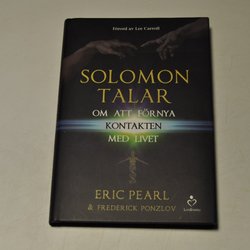 Förord av Lee Carroll
SOLOMON
TALAR
OM ATT FÖRNYA
KONTAKTEN
MED LIVET
ERIC PEARL
& FREDERICK PONZLOV